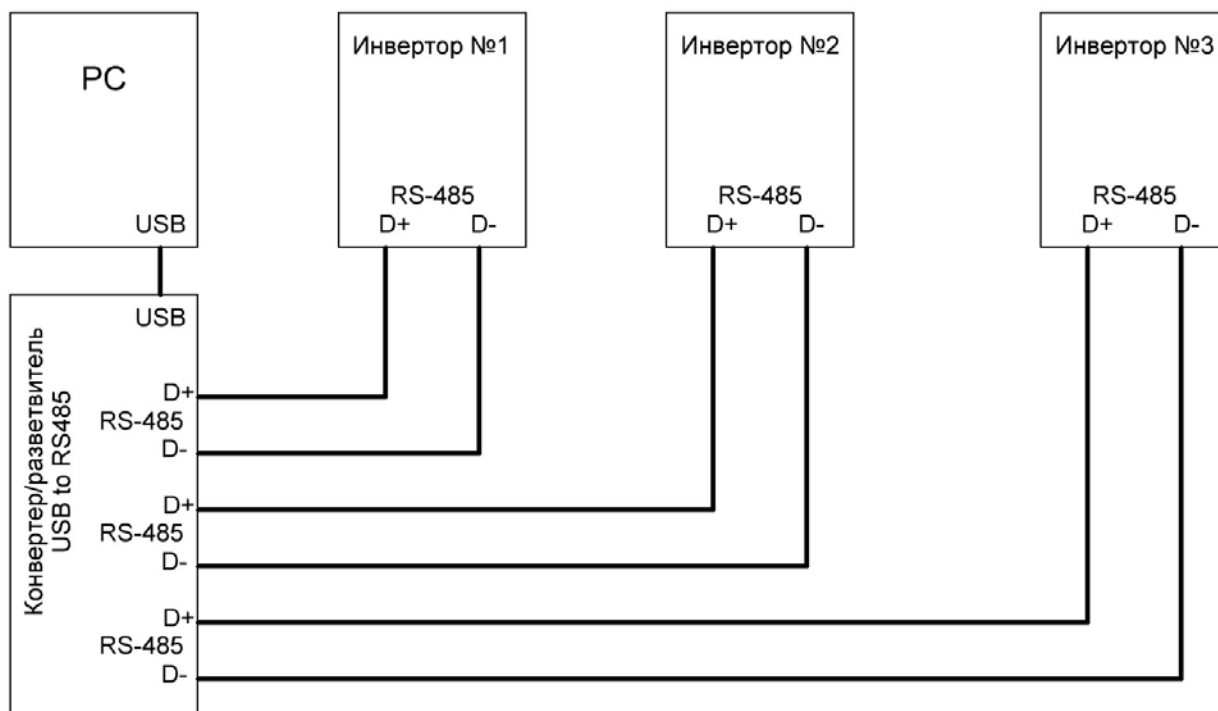 PC
USB
Инвертор №1
RS-485
D+ D-
Инвертор №2
RS-485
D+ D-
Инвертор №3
RS-485
D+ D-
USB
Конвертер/разветвитель
USB to RS485
D+
RS-485
D-
D+
RS-485
D-
D+
RS-485
D-